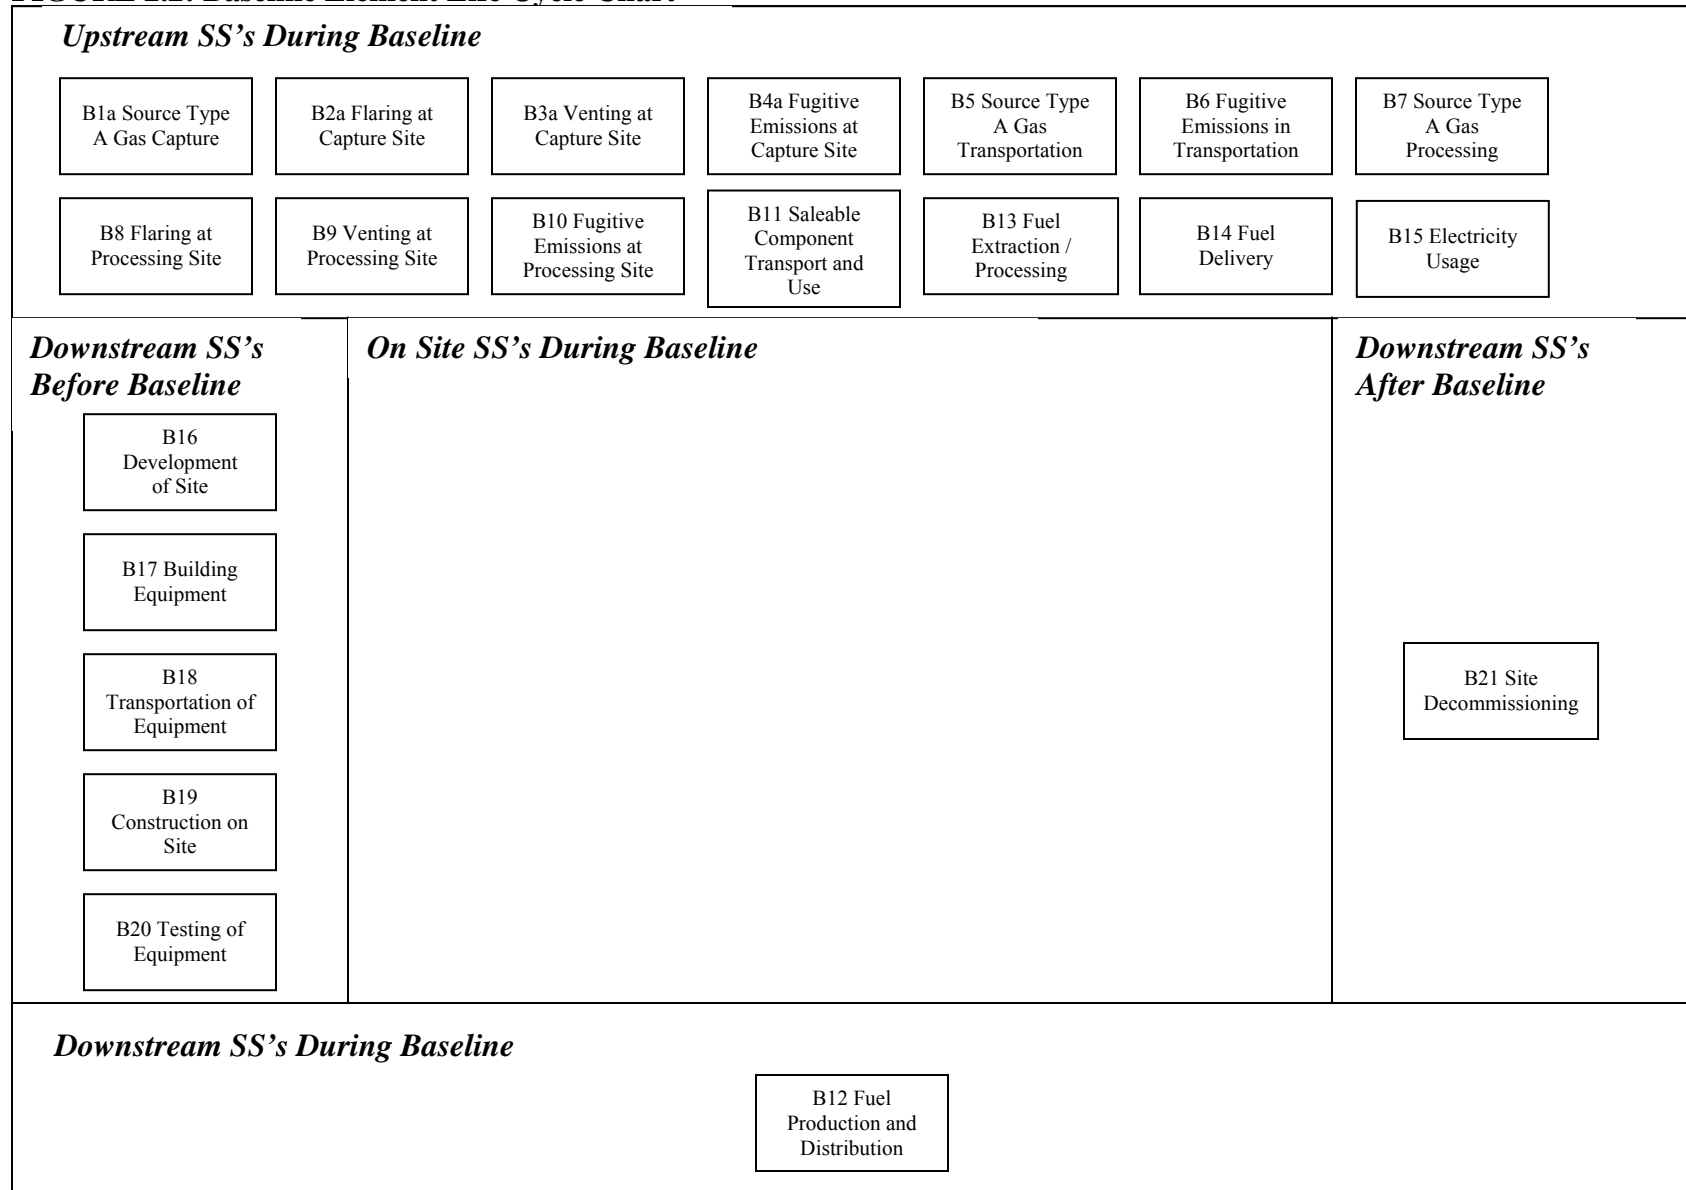 Upstream SS’s During Baseline
B1a Source Type
A Gas Capture
B2a Flaring at
Capture Site
B3a Venting at
Capture Site
B4a Fugitive
Emissions at
Capture Site
B5 Source Type
A Gas
Transportation
B6 Fugitive
Emissions in
Transportation
B7 Source Type
A Gas
Processing
B8 Flaring at
Processing Site
B9 Venting at
Processing Site
B10 Fugitive
Emissions at
Processing Site
B11 Saleable
Component
Transport and
Use
B13 Fuel
Extraction /
Processing
B14 Fuel
Delivery
B15 Electricity
Usage
Downstream SS’s
Before Baseline
B16
Development
of Site
B17 Building
Equipment
B18
Transportation of
Equipment
B19
Construction on
Site
B20 Testing of
Equipment
On Site SS’s During Baseline
Downstream SS’s
After Baseline
B21 Site
Decommissioning
Downstream SS’s During Baseline
B12 Fuel
Production and
Distribution